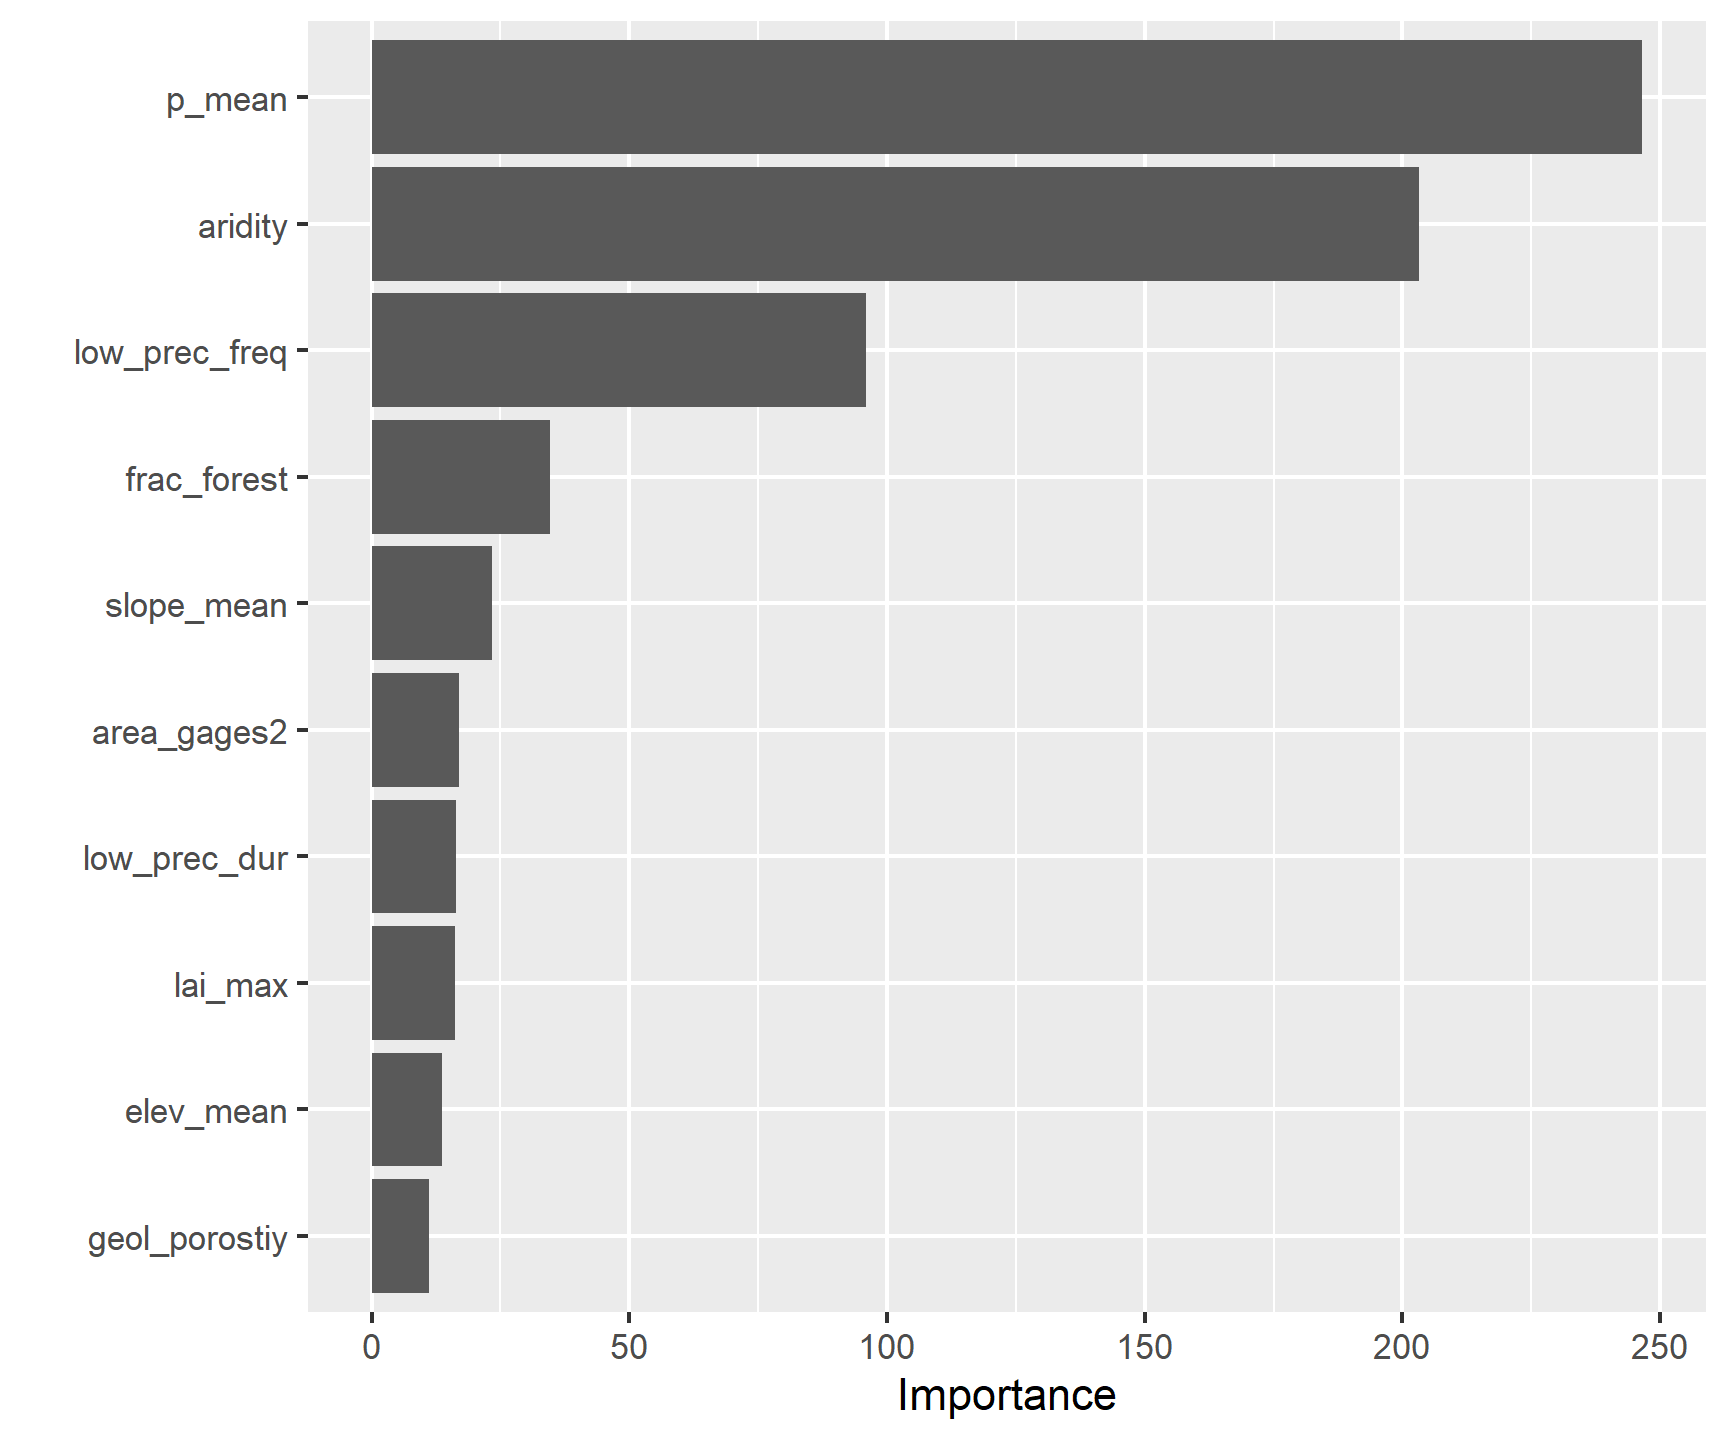 p_mean
aridity
low_prec_freq
frac_forest
slope_mean
area_gages2
low_prec_dur
lai_max
elev_mean
geol_porostiy
0 50 100 150 200 250
Importance